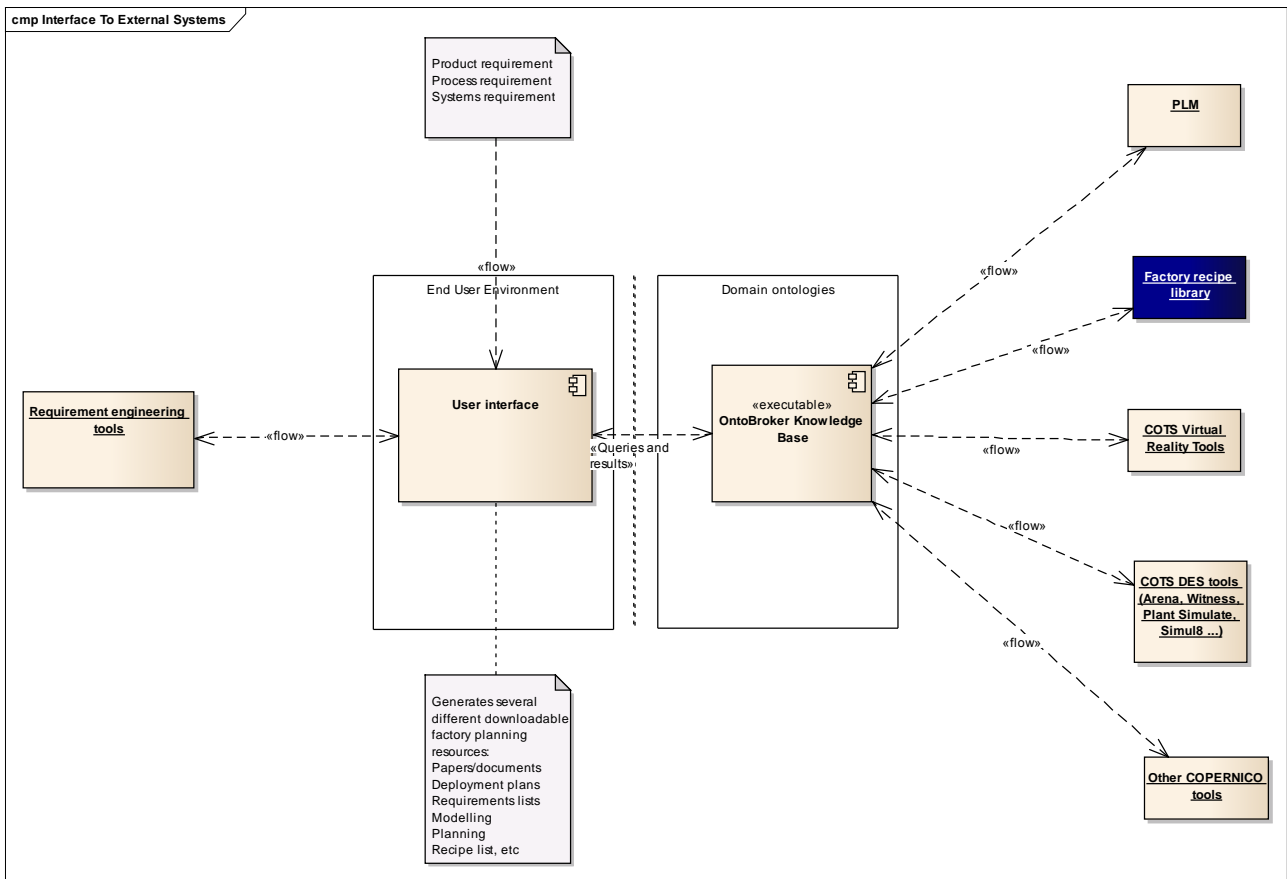 cmp Interface To External Systems
Product requirement
Process requirement
Systems requirement
PLM
«flow»
«flow»
End User Environment
Domain ontologies
Factory recipe
library
«flow»
User interface
«executable»
OntoBroker Knowledge
Base
Requirement engineering
tools
«flow»
«Queries and
results»
COTS Virtual
Reality Tools
«flow»
«flow»
COTS DES tools
(Arena, Witness,
Plant Simulate,
Simul8 ...)
«flow»
Generates several
different downloadable
factory planning
resources:
Papers/documents
Deployment plans
Requirements lists
Modelling
Planning
Recipe list, etc
Other COPERNICO
tools